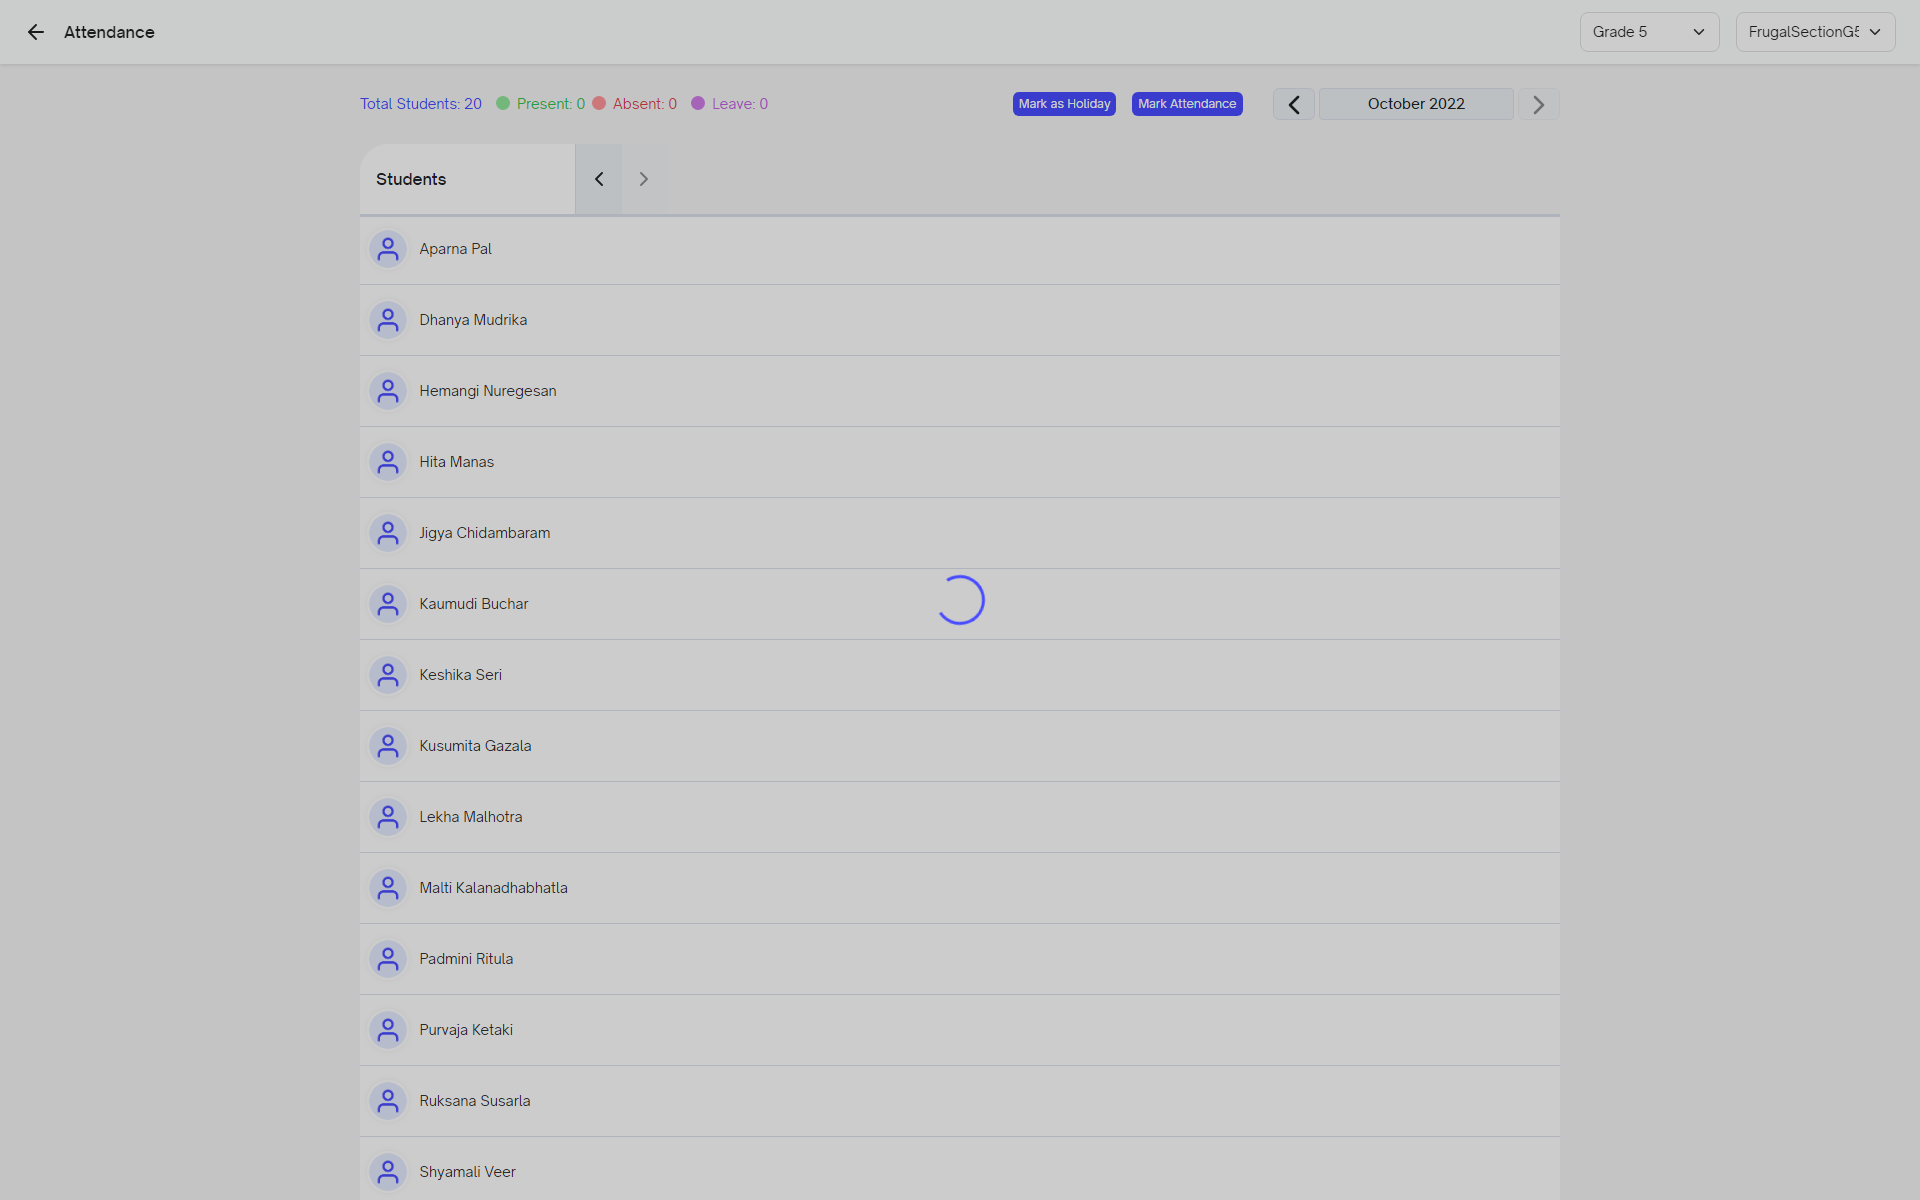 Attendance
Grade 5
FrugalSectionG5
Total Students: 20 Present: 0 Absent: 0 Leave: 0
Mark as Holiday
Mark Attendance
October 2022
Students
Aparna Pal
Dhanya Mudrika
Hemangi Nuregesan
Hita Manas
Jigya Chidambaram
Kaumudi Buchar
Keshika Seri
Kusumita Gazala
Lekha Malhotra
Malti Kalanadhabhatla
Padmini Ritula
Purvaja Ketaki
Ruksana Susarla
Shyamali Veer